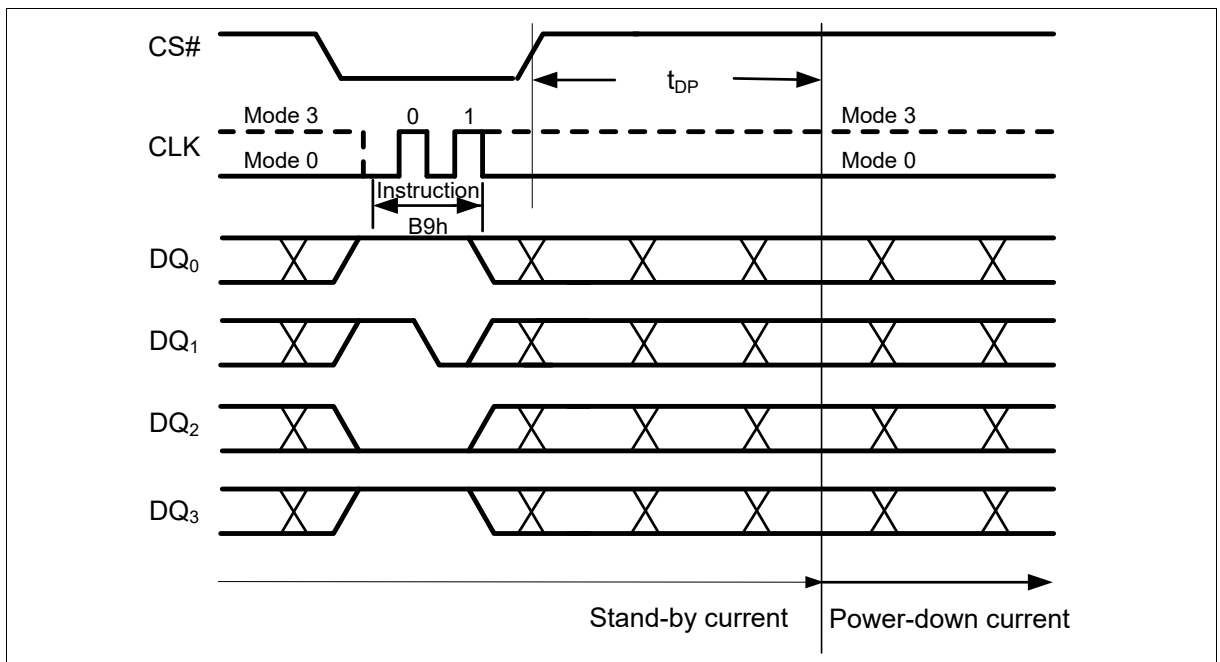 CS#
tDP
Mode 3 0 1 Mode 3
CLK
Mode 0 Mode 0
Instruction
B9h
DQ0
DQ1
DQ2
DQ3
Stand-by current Power-down current